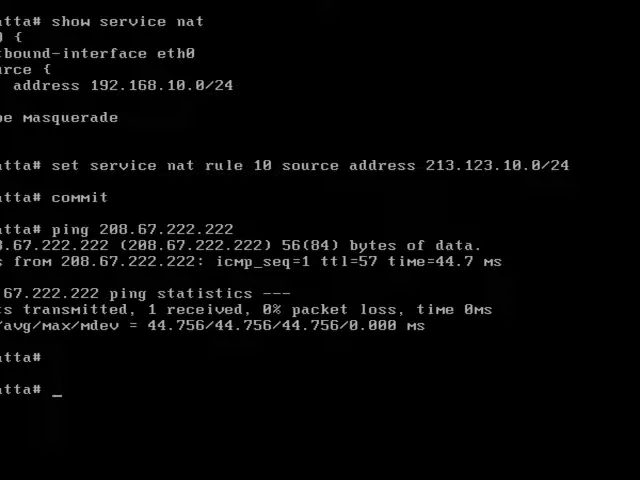 atta# show service nat
0 {
tbound-interface eth0
urce {
address 192.168.10.0/24
pe masquerade
atta# set service nat rule 10 source address 213.123.10.0/24
atta# commit
atta# ping 208.67.222.222
8.67.222.222 (208.67.222.222) 56(84) bytes of data.
s from 208.67.222.222: icmp_seq=1 ttl=57 time=44.7 ms
67.222.222 ping statistics ---
ts transmitted, 1 received, 0% packet loss, time 0ms
/avg/max/mdev = 44.756/44.756/44.756/0.000 ms
atta#
atta# _